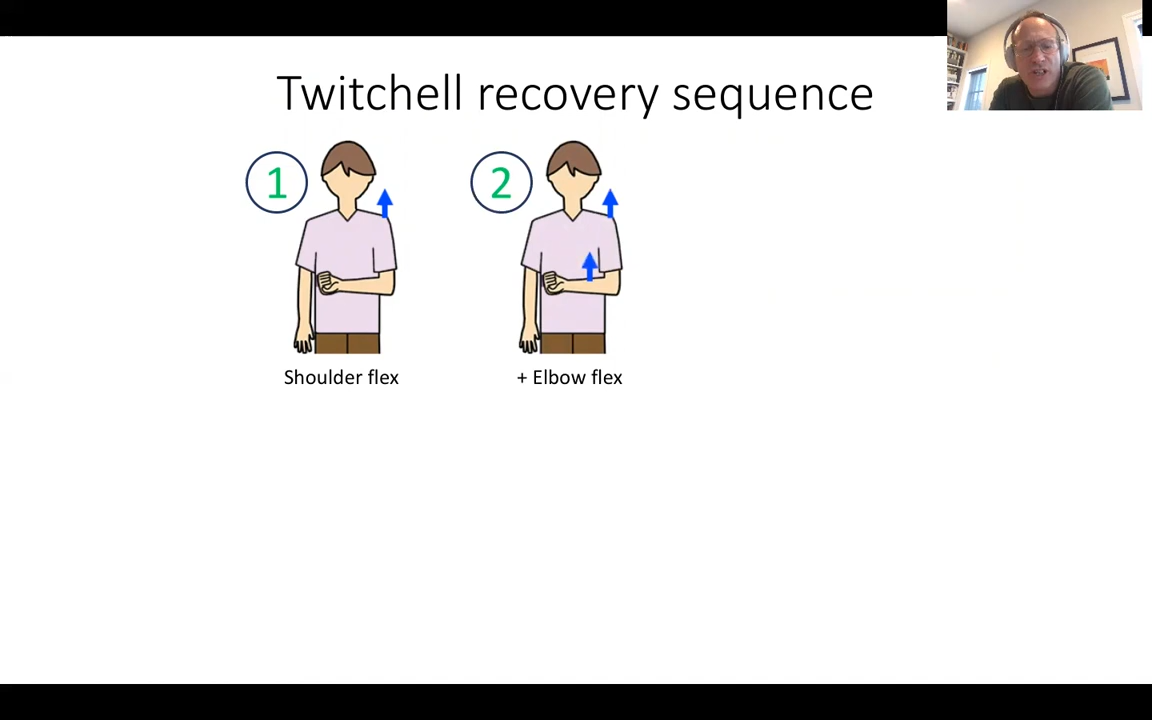 Twitchell recovery sequence
1
2
Shoulder flex
+ Elbow flex